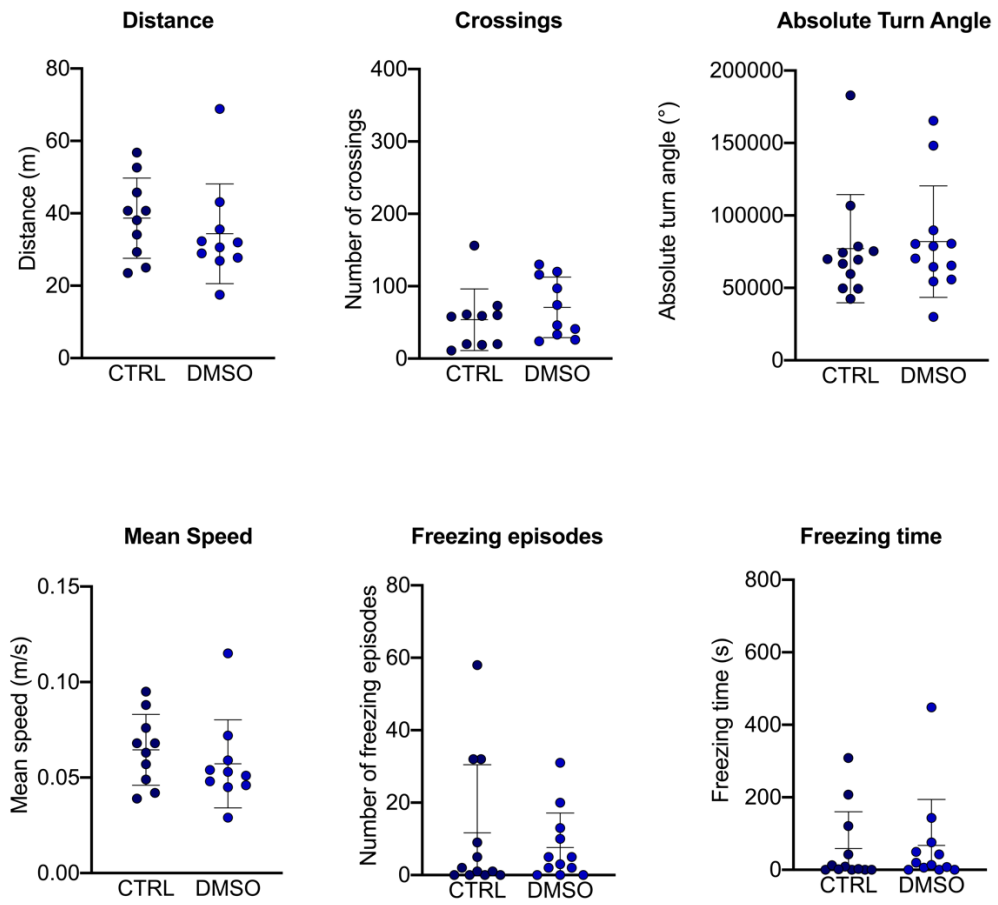 Distance
Distance (m)
80
60
40
20
0
CTRL DMSO
Crossings
Number of crossings
400
300
200
100
0
CTRL DMSO
Absolute Turn Angle
Absolute turn angle (°)
200000
150000
100000
50000
0
CTRL DMSO
Mean Speed
Mean speed (m/s)
0.15
0.10
0.05
0.00
CTRL DMSO
Freezing episodes
Number of freezing episodes
80
60
40
20
0
CTRL DMSO
Freezing time
Freezing time (s)
800
600
400
200
0
CTRL DMSO